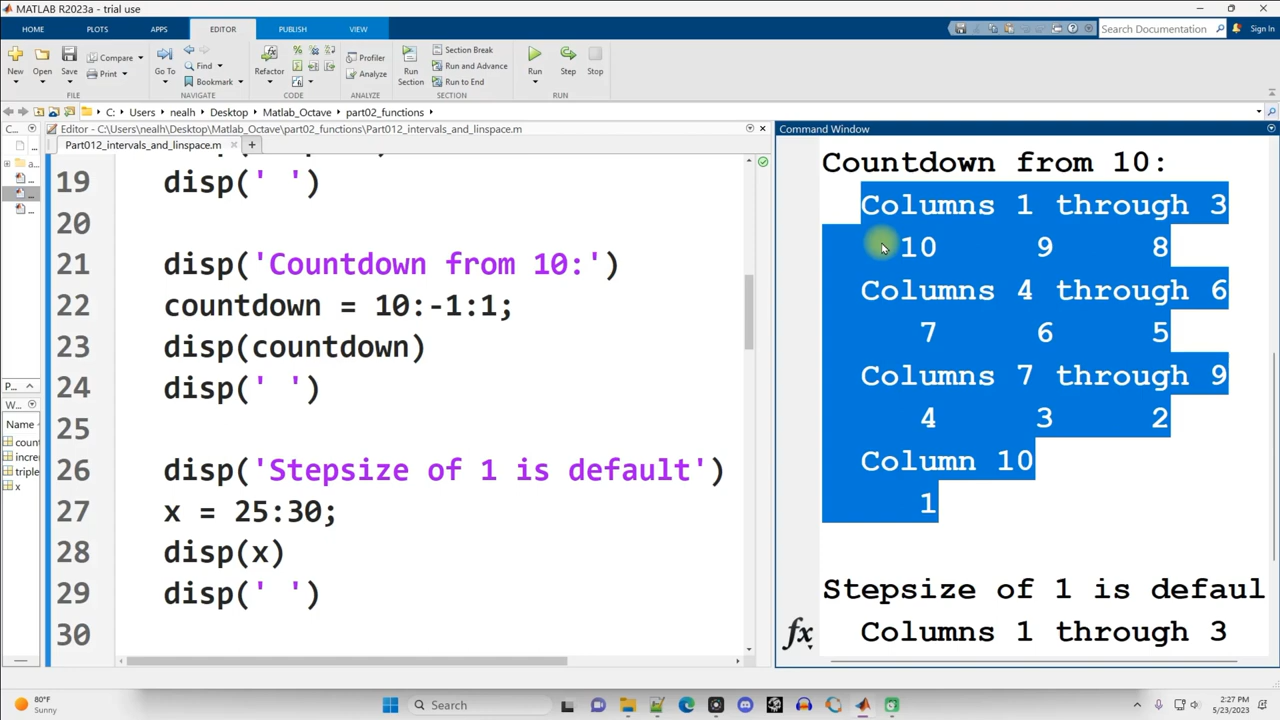 MATLAB R2023a - trial use
HOME PLOTS APPS EDITOR PUBLISH VIEW Search Documentation Sign In
New Open Save Compare Print Go To Find Bookmark Refactor Profiler Analyze Run Section Section Break Run and Advance Run to End Run Step Stop
FILE NAVIGATE CODE ANALYZE SECTION RUN
C: Users nealh Desktop Matlab_Octave part02_functions
C... Editor - C:\Users\nealh\Desktop\Matlab_Octave\part02_functions\Part012_intervals_and_linspace.m
Part012_intervals_and_linspace.m
19 disp(' ')
20
21 disp('Countdown from 10:')
22 countdown = 10:-1:1;
23 disp(countdown)
24 disp(' ')
25
26 disp('Stepsize of 1 is default')
27 x = 25:30;
28 disp(x)
29 disp(' ')
30
a...
P...
W...
Name
count
increr
triple
x
Command Window
Countdown from 10:
Columns 1 through 3
10 9 8
Columns 4 through 6
7 6 5
Columns 7 through 9
4 3 2
Column 10
1
Stepsize of 1 is defaul
fx Columns 1 through 3
80°F
Sunny
Search
2:27 PM
5/23/2023